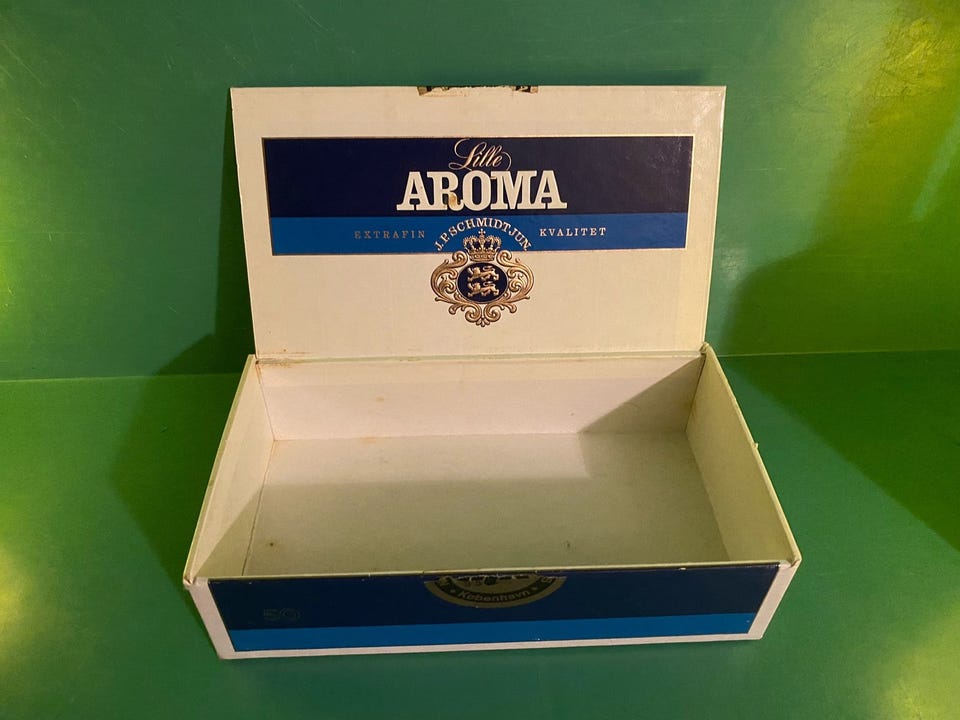 Lille
AROMA
J.P.SCHMIDT JUN.
EXTRAFIN KVALITET
København
50